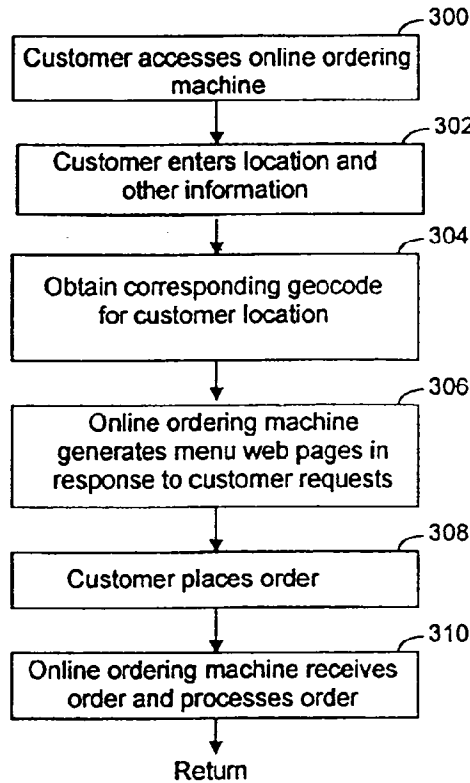 300
Customer accesses online ordering
machine
302
Customer enters location and
other information
304
Obtain corresponding geocode
for customer location
306
Online ordering machine
generates menu web pages in
response to customer requests
308
Customer places order
310
Online ordering machine receives
order and processes order
Return